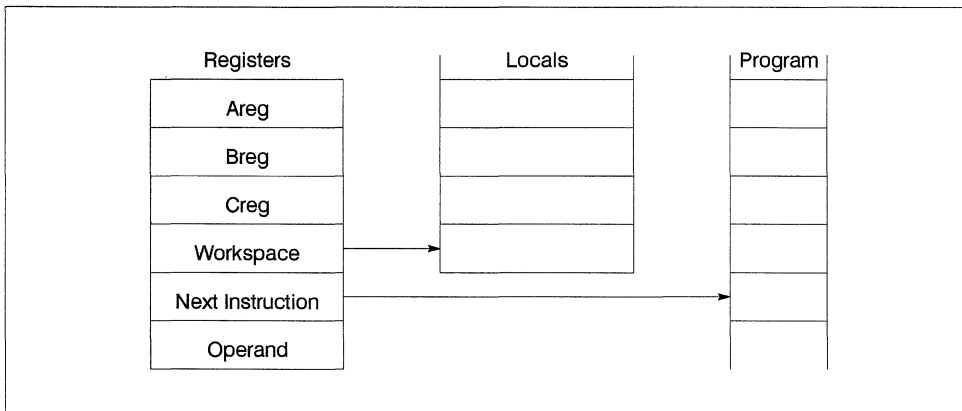 Registers
Locals
Program
Areg
Breg
Creg
Workspace
Next Instruction
Operand